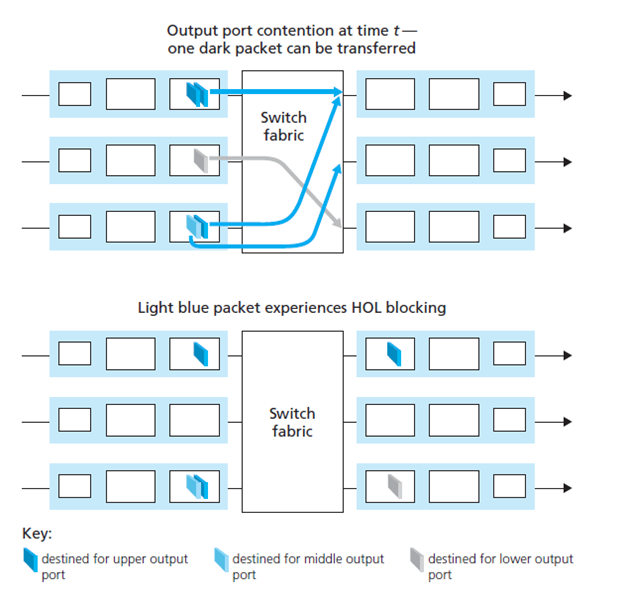 Output port contention at time t—
one dark packet can be transferred
Switch
fabric
Light blue packet experiences HOL blocking
Switch
fabric
Key:
destined for upper output
port
destined for middle output
port
destined for lower output
port